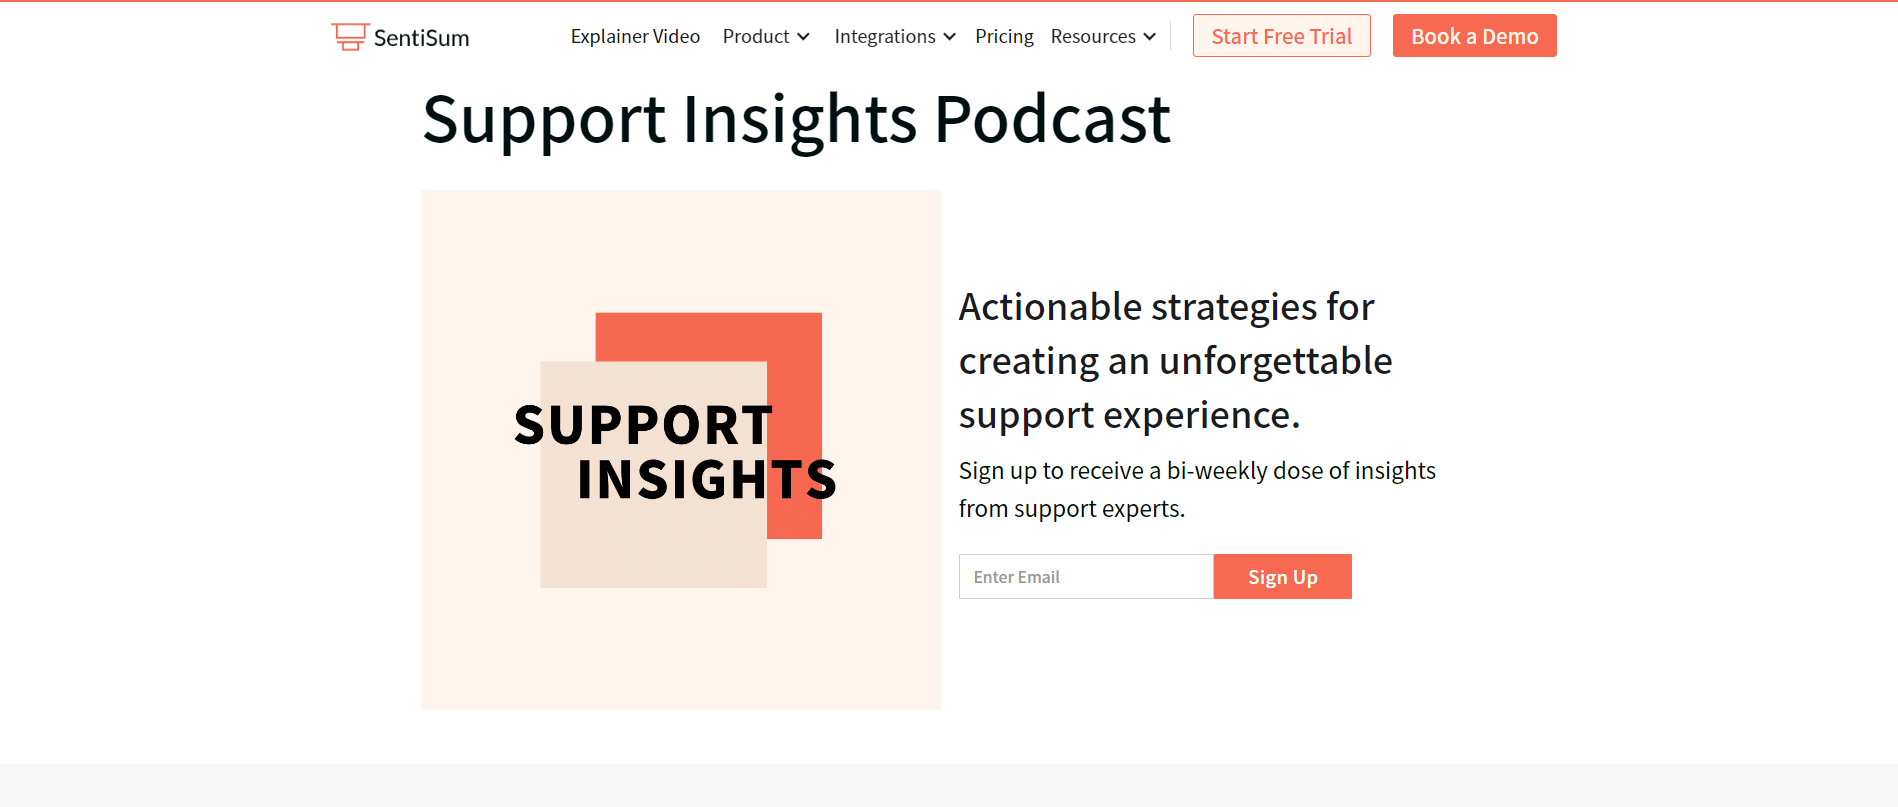 SentiSum
Explainer Video Product Integrations Pricing Resources Start Free Trial Book a Demo
Support Insights Podcast
SUPPORT
INSIGHTS
Actionable strategies for
creating an unforgettable
support experience.
Sign up to receive a bi-weekly dose of insights
from support experts.
Enter Email Sign Up